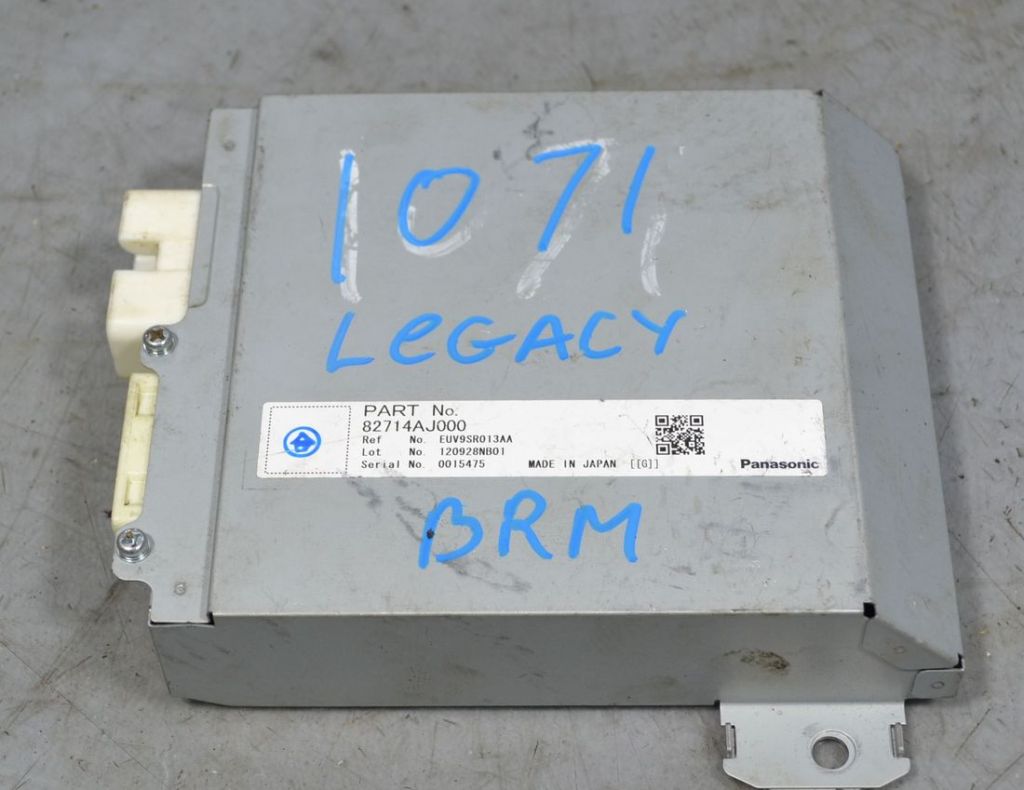 1071
LeGACY
PART No.
82714AJ000
Ref No. EUV9SR013AA
Lot No. 120928NB01
Serial No. 0015475 MADE IN JAPAN [[G]] Panasonic
BRM